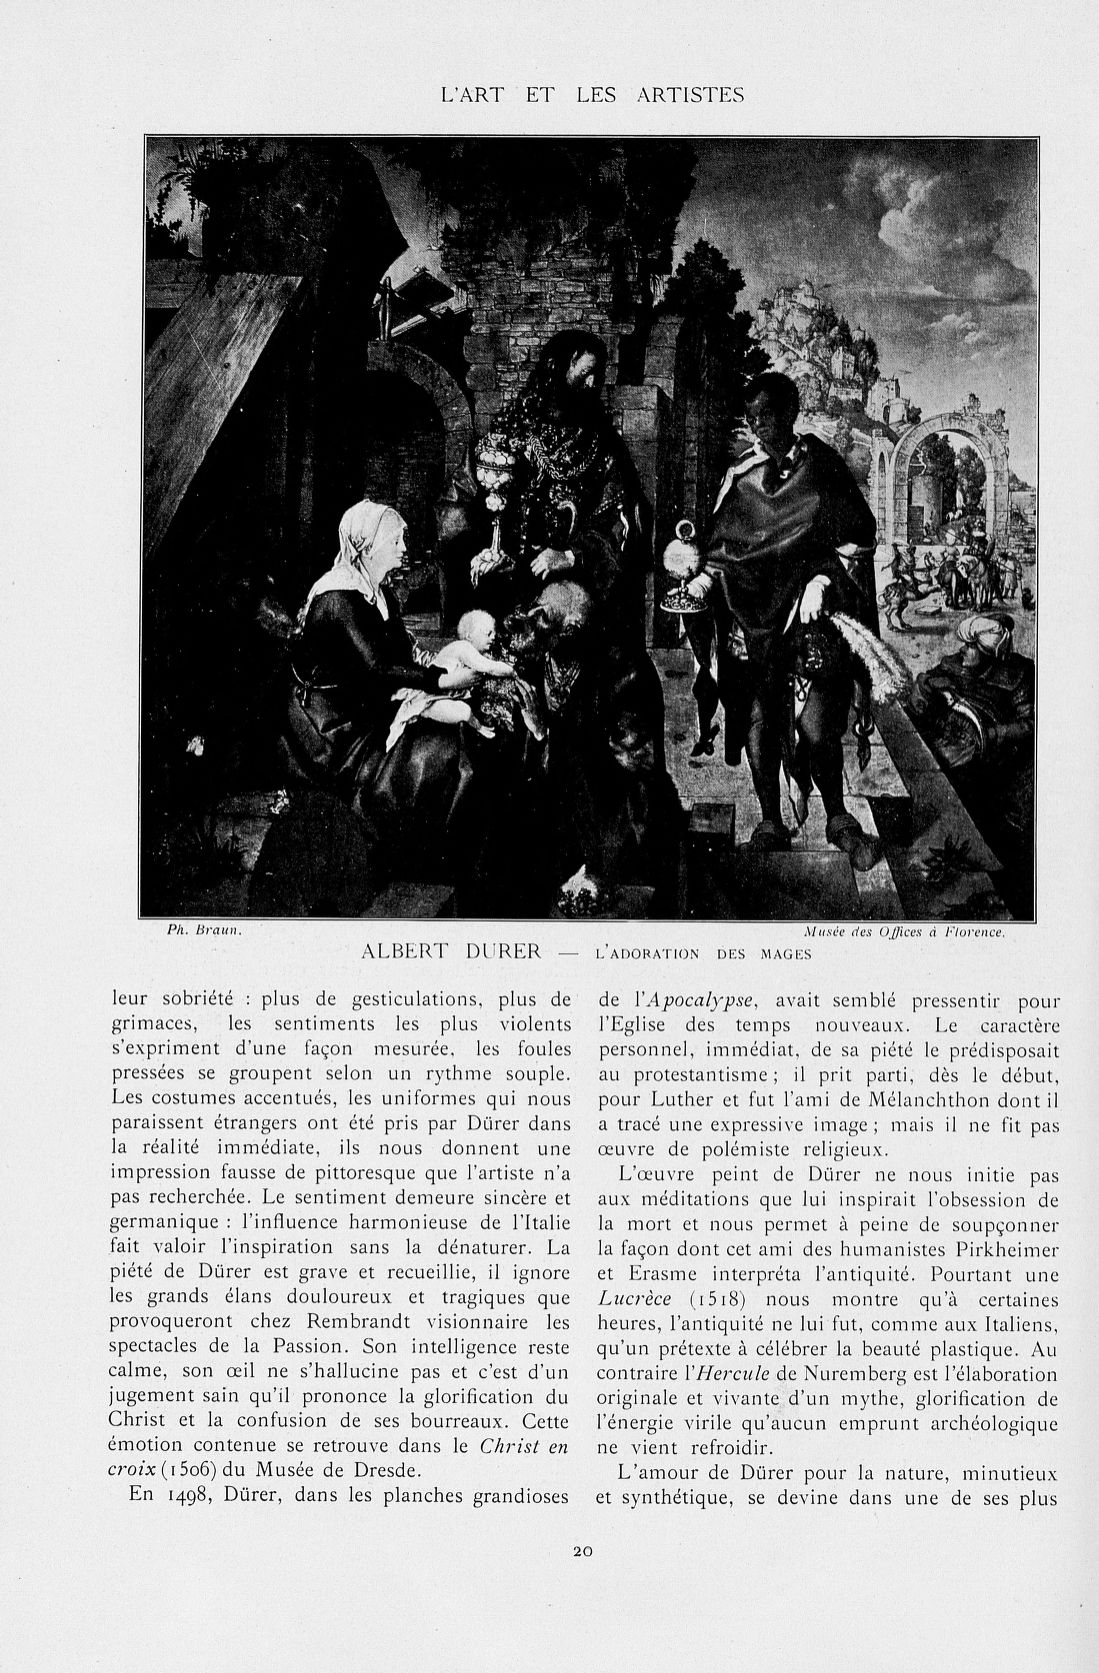 L'ART ET LES ARTISTES
Ph. Braun.
Musée des Offices à Florence.
ALBERT DURER — L'ADORATION DES MAGES
leur sobriété : plus de gesticulations, plus de
grimaces, les sentiments les plus violents
s'expriment d'une façon mesurée, les foules
pressées se groupent selon un rythme souple.
Les costumes accentués, les uniformes qui nous
paraissent étrangers ont été pris par Dürer dans
la réalité immédiate, ils nous donnent une
impression fausse de pittoresque que l'artiste n'a
pas recherchée. Le sentiment demeure sincère et
germanique : l'influence harmonieuse de l'Italie
fait valoir l'inspiration sans la dénaturer. La
piété de Dürer est grave et recueillie, il ignore
les grands élans douloureux et tragiques que
provoqueront chez Rembrandt visionnaire les
spectacles de la Passion. Son intelligence reste
calme, son œil ne s'hallucine pas et c'est d'un
jugement sain qu'il prononce la glorification du
Christ et la confusion de ses bourreaux. Cette
émotion contenue se retrouve dans le Christ en
croix (1506) du Musée de Dresde.
En 1498, Dürer, dans les planches grandioses
de l'Apocalypse, avait semblé pressentir pour
l'Eglise des temps nouveaux. Le caractère
personnel, immédiat, de sa piété le prédisposait
au protestantisme ; il prit parti, dès le début,
pour Luther et fut l'ami de Mélanchthon dont il
a tracé une expressive image ; mais il ne fit pas
œuvre de polémiste religieux.
L'œuvre peint de Dürer ne nous initie pas
aux méditations que lui inspirait l'obsession de
la mort et nous permet à peine de soupçonner
la façon dont cet ami des humanistes Pirkheimer
et Erasme interpréta l'antiquité. Pourtant une
Lucrèce (1518) nous montre qu'à certaines
heures, l'antiquité ne lui fut, comme aux Italiens,
qu'un prétexte à célébrer la beauté plastique. Au
contraire l'Hercule de Nuremberg est l'élaboration
originale et vivante d'un mythe, glorification de
l'énergie virile qu'aucun emprunt archéologique
ne vient refroidir.
L'amour de Dürer pour la nature, minutieux
et synthétique, se devine dans une de ses plus
20